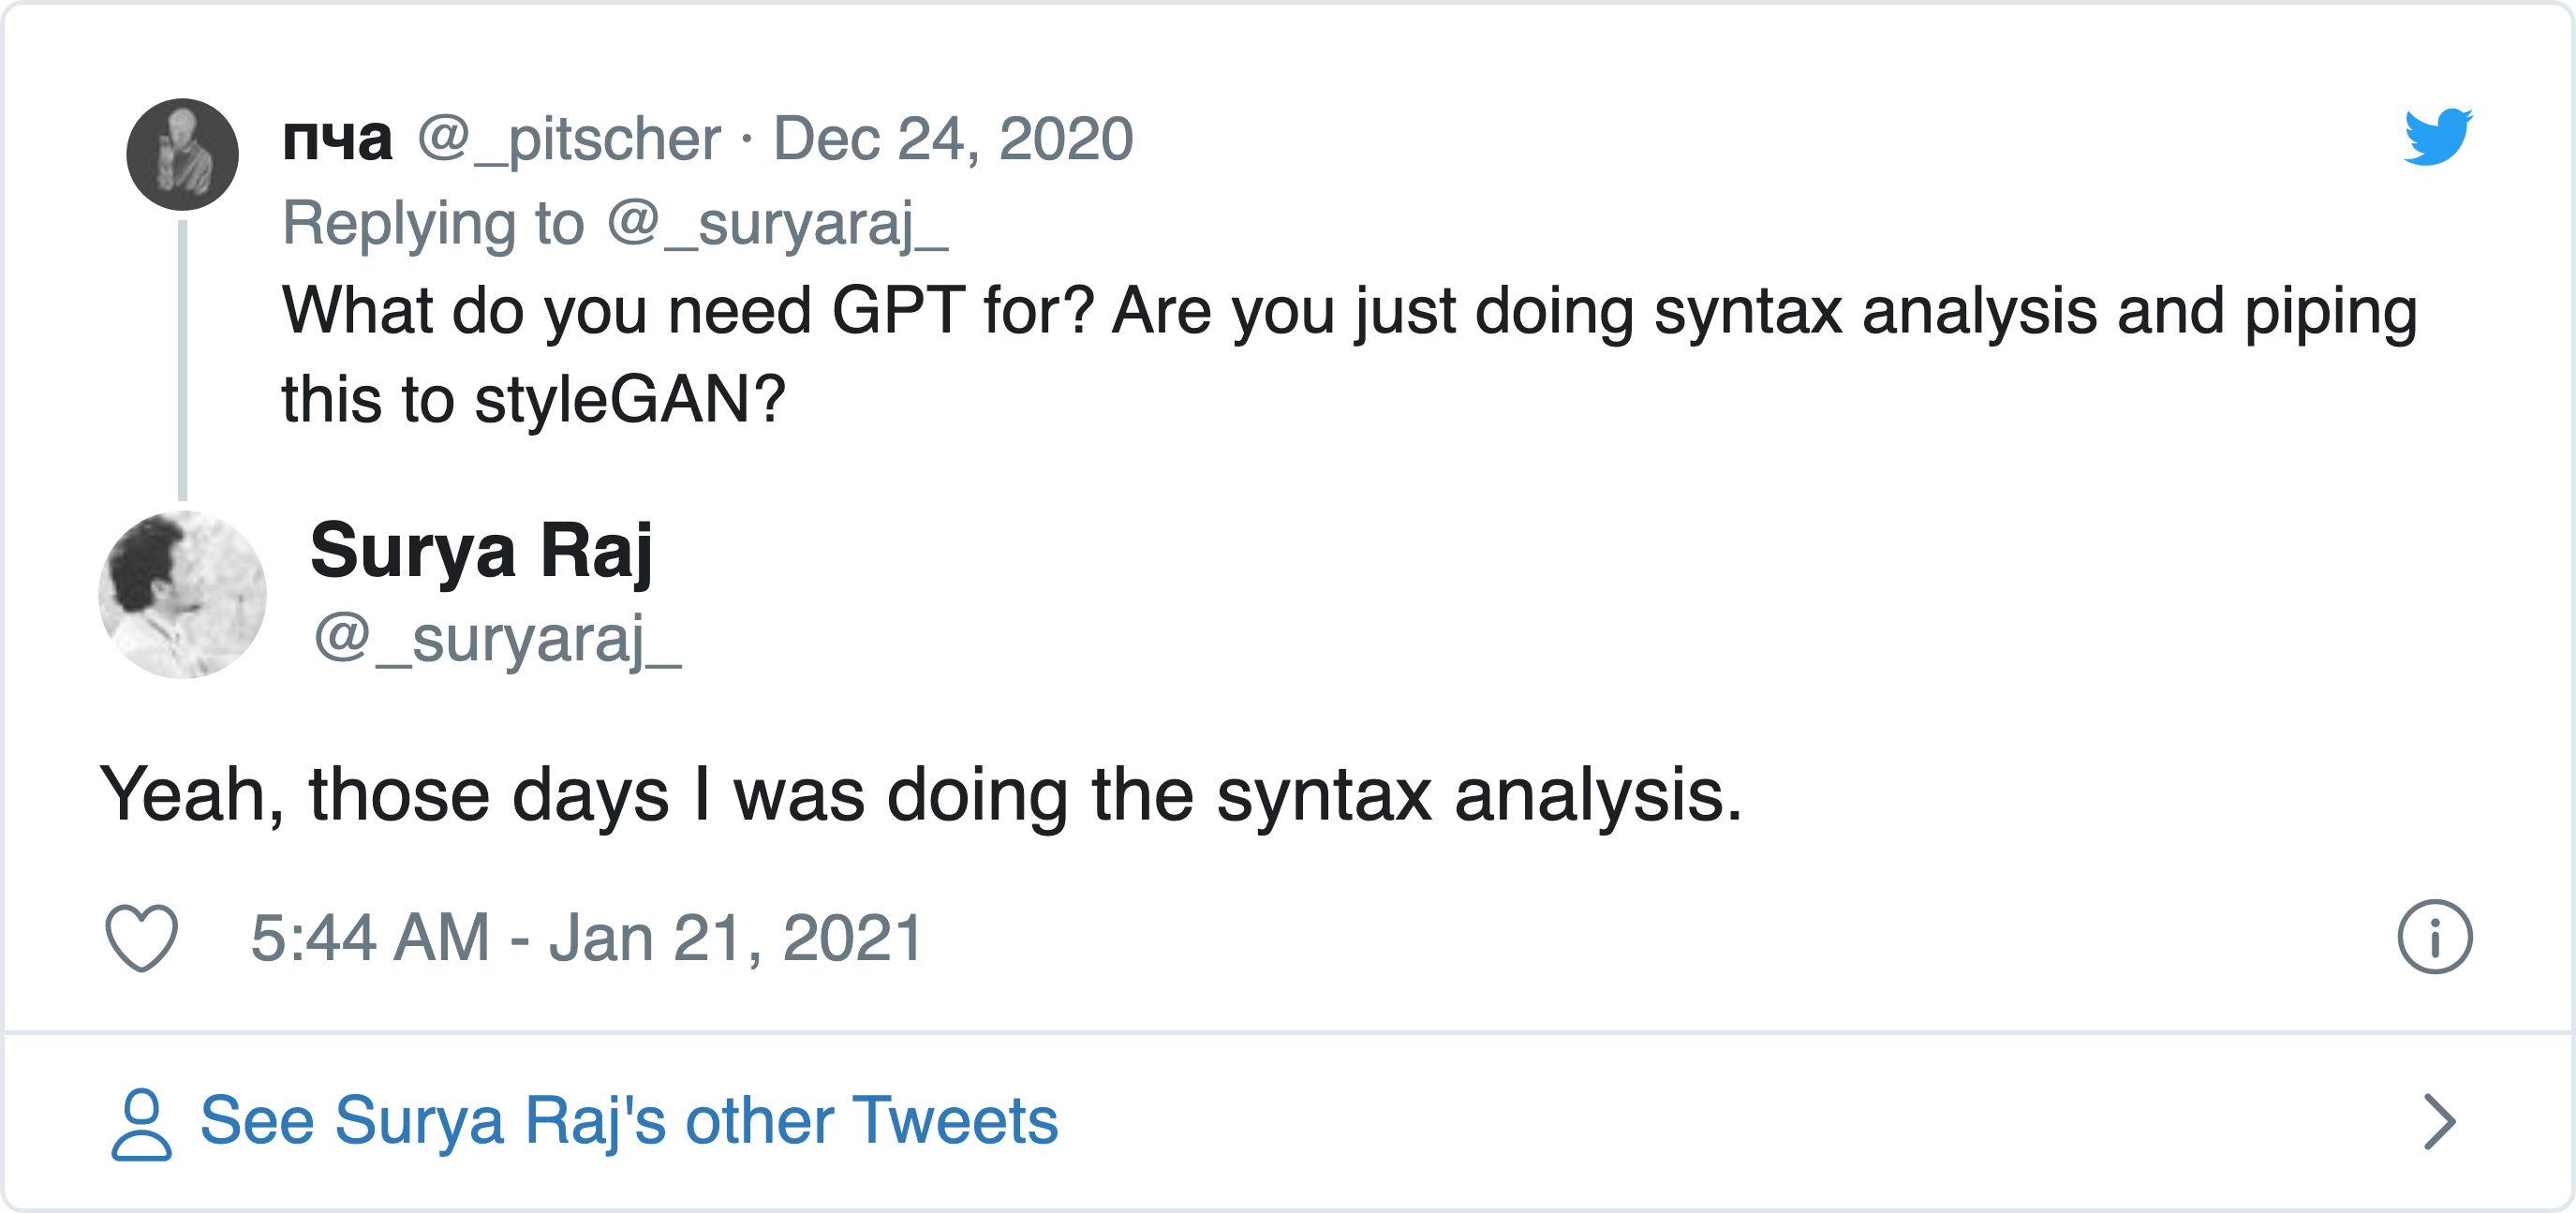 пча @_pitscher · Dec 24, 2020
Replying to @_suryaraj_
What do you need GPT for? Are you just doing syntax analysis and piping
this to styleGAN?
Surya Raj
@_suryaraj_
Yeah, those days I was doing the syntax analysis.
5:44 AM - Jan 21, 2021
See Surya Raj's other Tweets